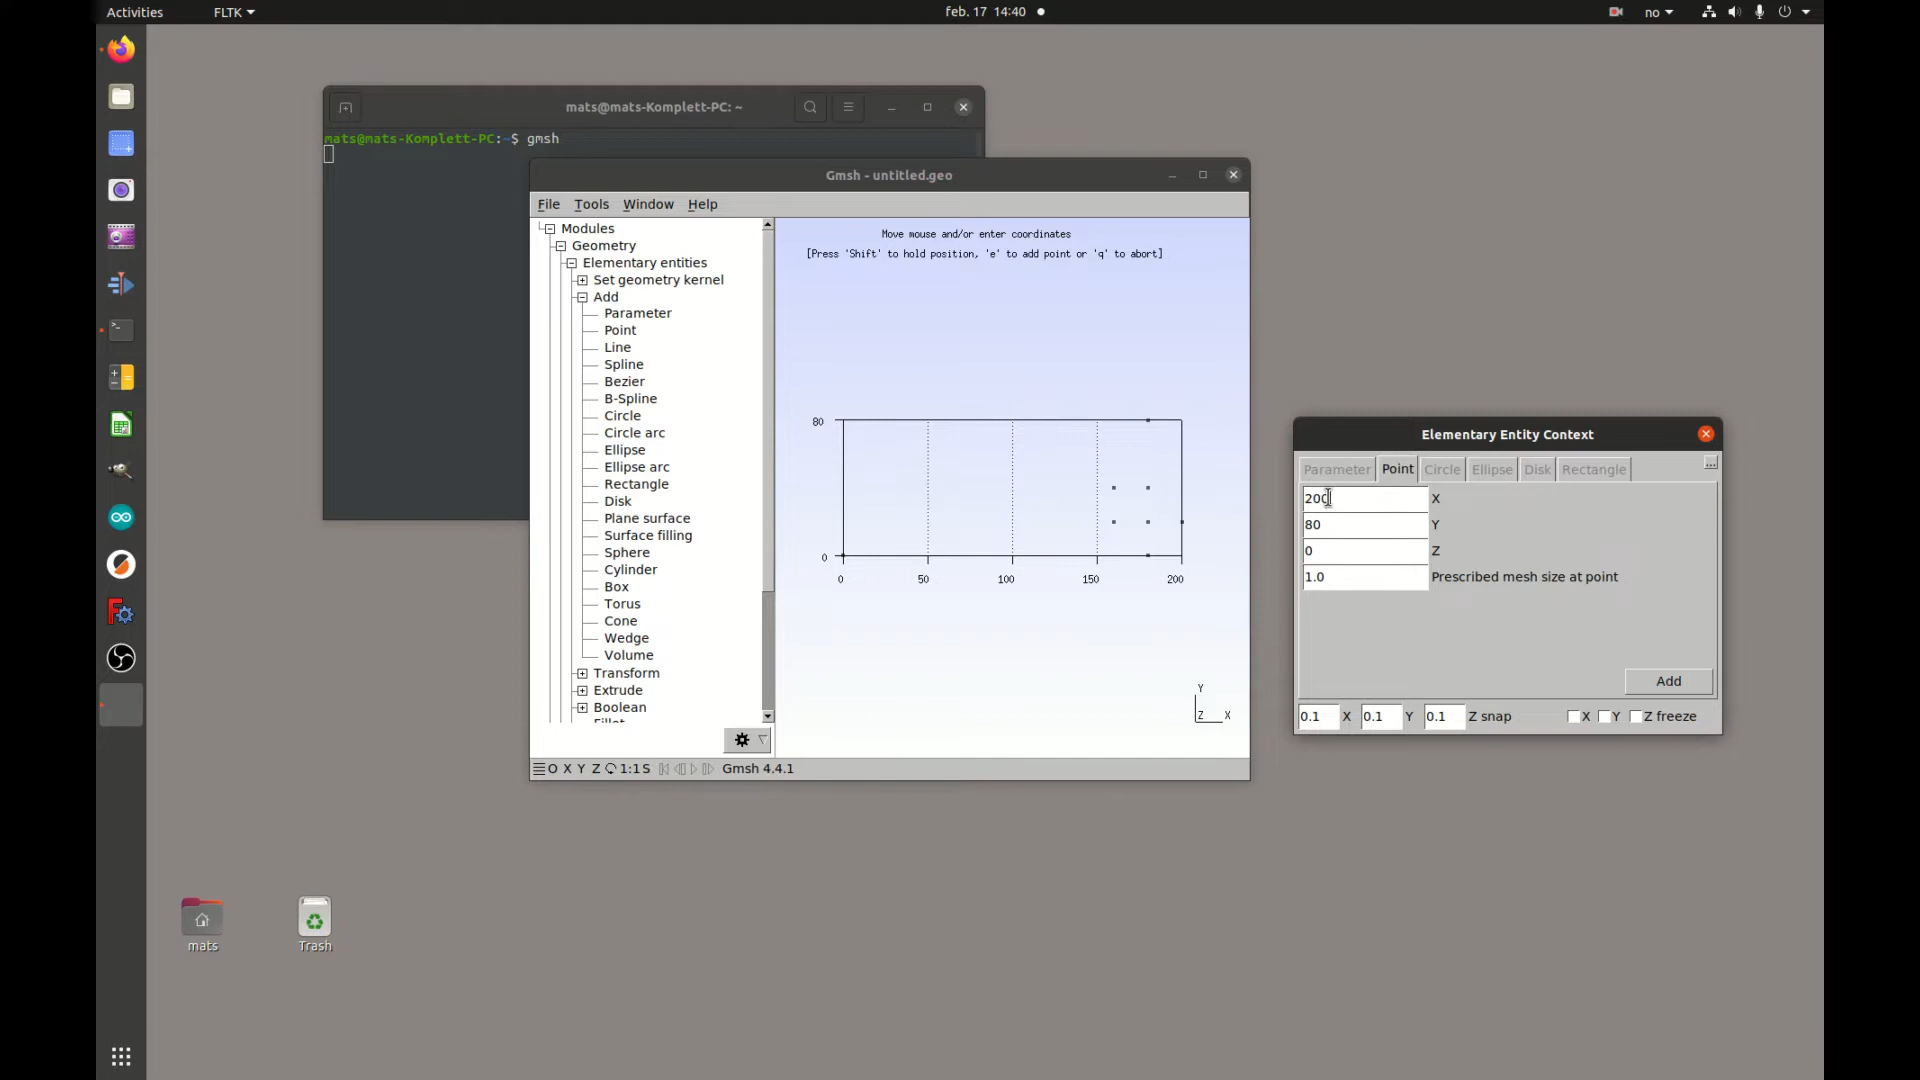 Activities
FLTK
feb. 17 14:40
no
mats@mats-Komplett-PC: ~
mats@mats-Komplett-PC:~$ gmsh
Gmsh - untitled.geo
File Tools Window Help
Modules
Geometry
Elementary entities
Set geometry kernel
Add
Parameter
Point
Line
Spline
Bezier
B-Spline
Circle
Circle arc
Ellipse
Ellipse arc
Rectangle
Disk
Plane surface
Surface filling
Sphere
Cylinder
Box
Torus
Cone
Wedge
Volume
Transform
Extrude
Boolean
Fillet
Move mouse and/or enter coordinates
[Press 'Shift' to hold position, 'e' to add point or 'q' to abort]
80
0
0 50 100 150 200
Y
Z X
O X Y Z 1:1 S Gmsh 4.4.1
Elementary Entity Context
Parameter Point Circle Ellipse Disk Rectangle
...
200 X
80 Y
0 Z
1.0 Prescribed mesh size at point
Add
0.1 X 0.1 Y 0.1 Z snap X Y Z freeze
mats
Trash